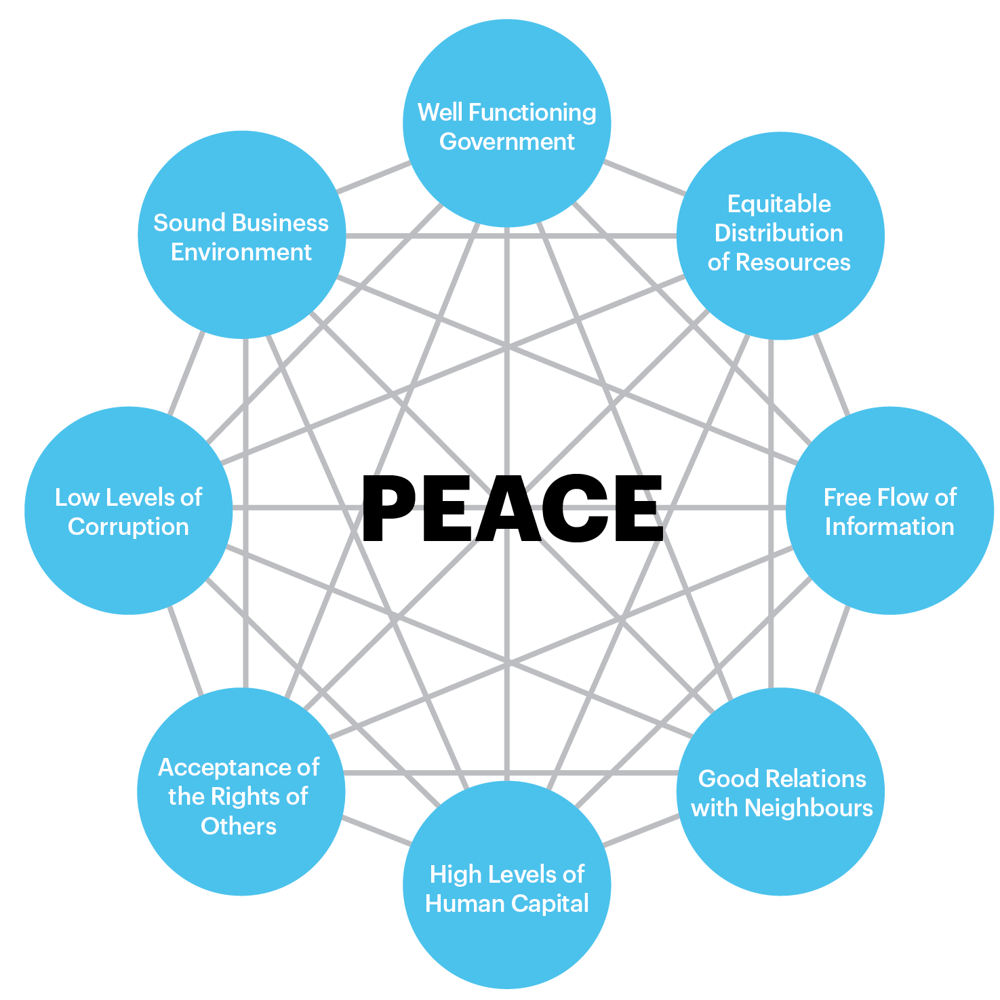 Well Functioning
Government
Equitable
Distribution
of Resources
Free Flow of
Information
Good Relations
with Neighbours
High Levels of
Human Capital
Acceptance of
the Rights of
Others
Low Levels of
Corruption
Sound Business
Environment
PEACE